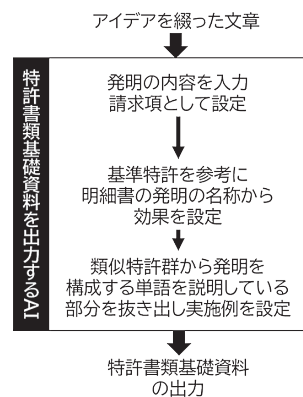 アイデアを綴った文章
特許書類基礎資料を出力するAI
発明の内容を入力
請求項として設定
基準特許を参考に
明細書の発明の名称から
効果を設定
類似特許群から発明を
構成する単語を説明している
部分を抜き出し実施例を設定
特許書類基礎資料
の出力